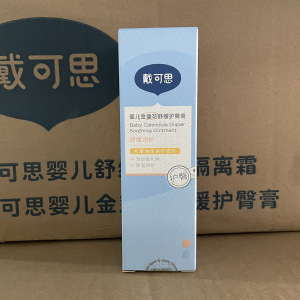 戴可思
戴可思
婴儿金盏花舒缓护臀膏
Baby Calendula Diaper
Soothing Ointment
护臀
可思婴儿舒
隔离霜
可思婴儿金
缓护臀膏